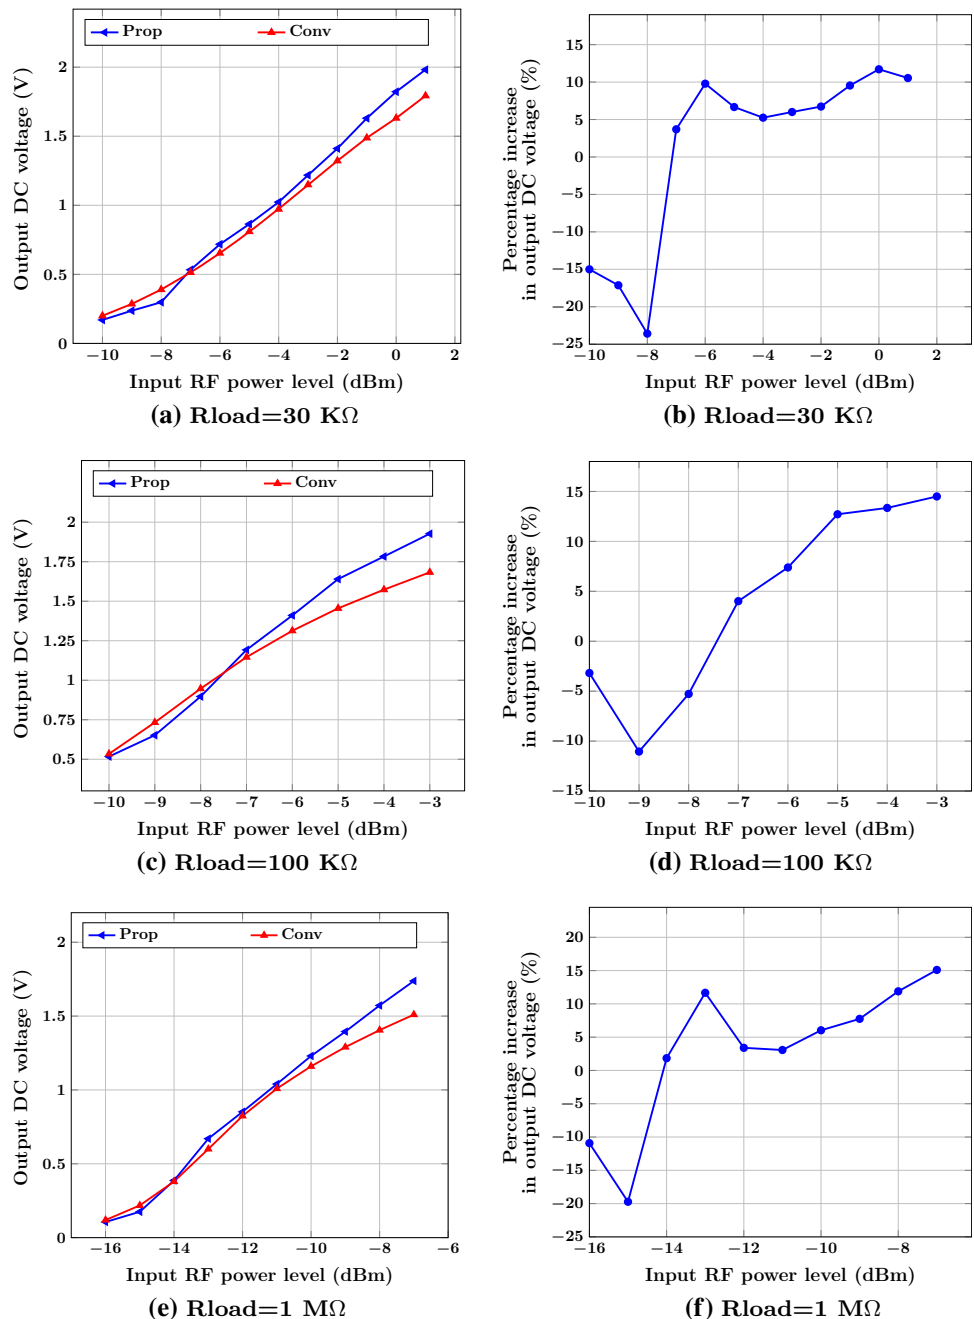 Prop Conv
Output DC voltage (V)
2
1.5
1
0.5
0
−10 −8 −6 −4 −2 0 2
Input RF power level (dBm)
(a) Rload=30 KΩ
Percentage increase
in output DC voltage (%)
15
10
5
0
−5
−10
−15
−20
−25
−10 −8 −6 −4 −2 0 2
Input RF power level (dBm)
(b) Rload=30 KΩ
Prop Conv
Output DC voltage (V)
2
1.75
1.5
1.25
1
0.75
0.5
−10 −9 −8 −7 −6 −5 −4 −3
Input RF power level (dBm)
(c) Rload=100 KΩ
Percentage increase
in output DC voltage (%)
15
10
5
0
−5
−10
−15
−10 −9 −8 −7 −6 −5 −4 −3
Input RF power level (dBm)
(d) Rload=100 KΩ
Prop Conv
Output DC voltage (V)
2
1.5
1
0.5
0
−16 −14 −12 −10 −8 −6
Input RF power level (dBm)
(e) Rload=1 MΩ
Percentage increase
in output DC voltage (%)
20
15
10
5
0
−5
−10
−15
−20
−25
−16 −14 −12 −10 −8
Input RF power level (dBm)
(f) Rload=1 MΩ